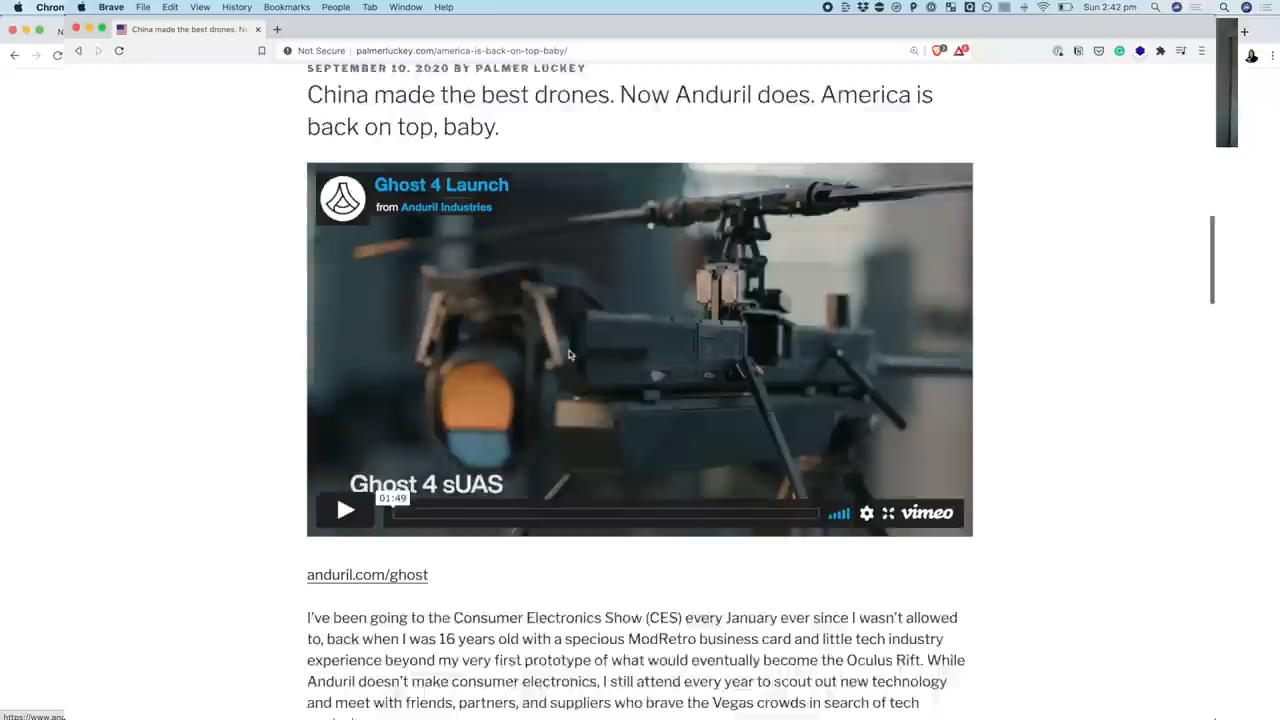 Chron
Brave File Edit View History Bookmarks People Tab Window Help
Sun 2:42 pm
China made the best drones. No
Not Secure
palmerluckey.com/america-is-back-on-top-baby/
SEPTEMBER 10, 2020 BY PALMER LUCKEY
China made the best drones. Now Anduril does. America is
back on top, baby.
Ghost 4 Launch
from Anduril Industries
Ghost 4 sUAS
01:49
vimeo
anduril.com/ghost
I've been going to the Consumer Electronics Show (CES) every January ever since I wasn't allowed
to, back when I was 16 years old with a specious ModRetro business card and little tech industry
experience beyond my very first prototype of what would eventually become the Oculus Rift. While
Anduril doesn't make consumer electronics, I still attend every year to scout out new technology
and meet with friends, partners, and suppliers who brave the Vegas crowds in search of tech
https://www.and